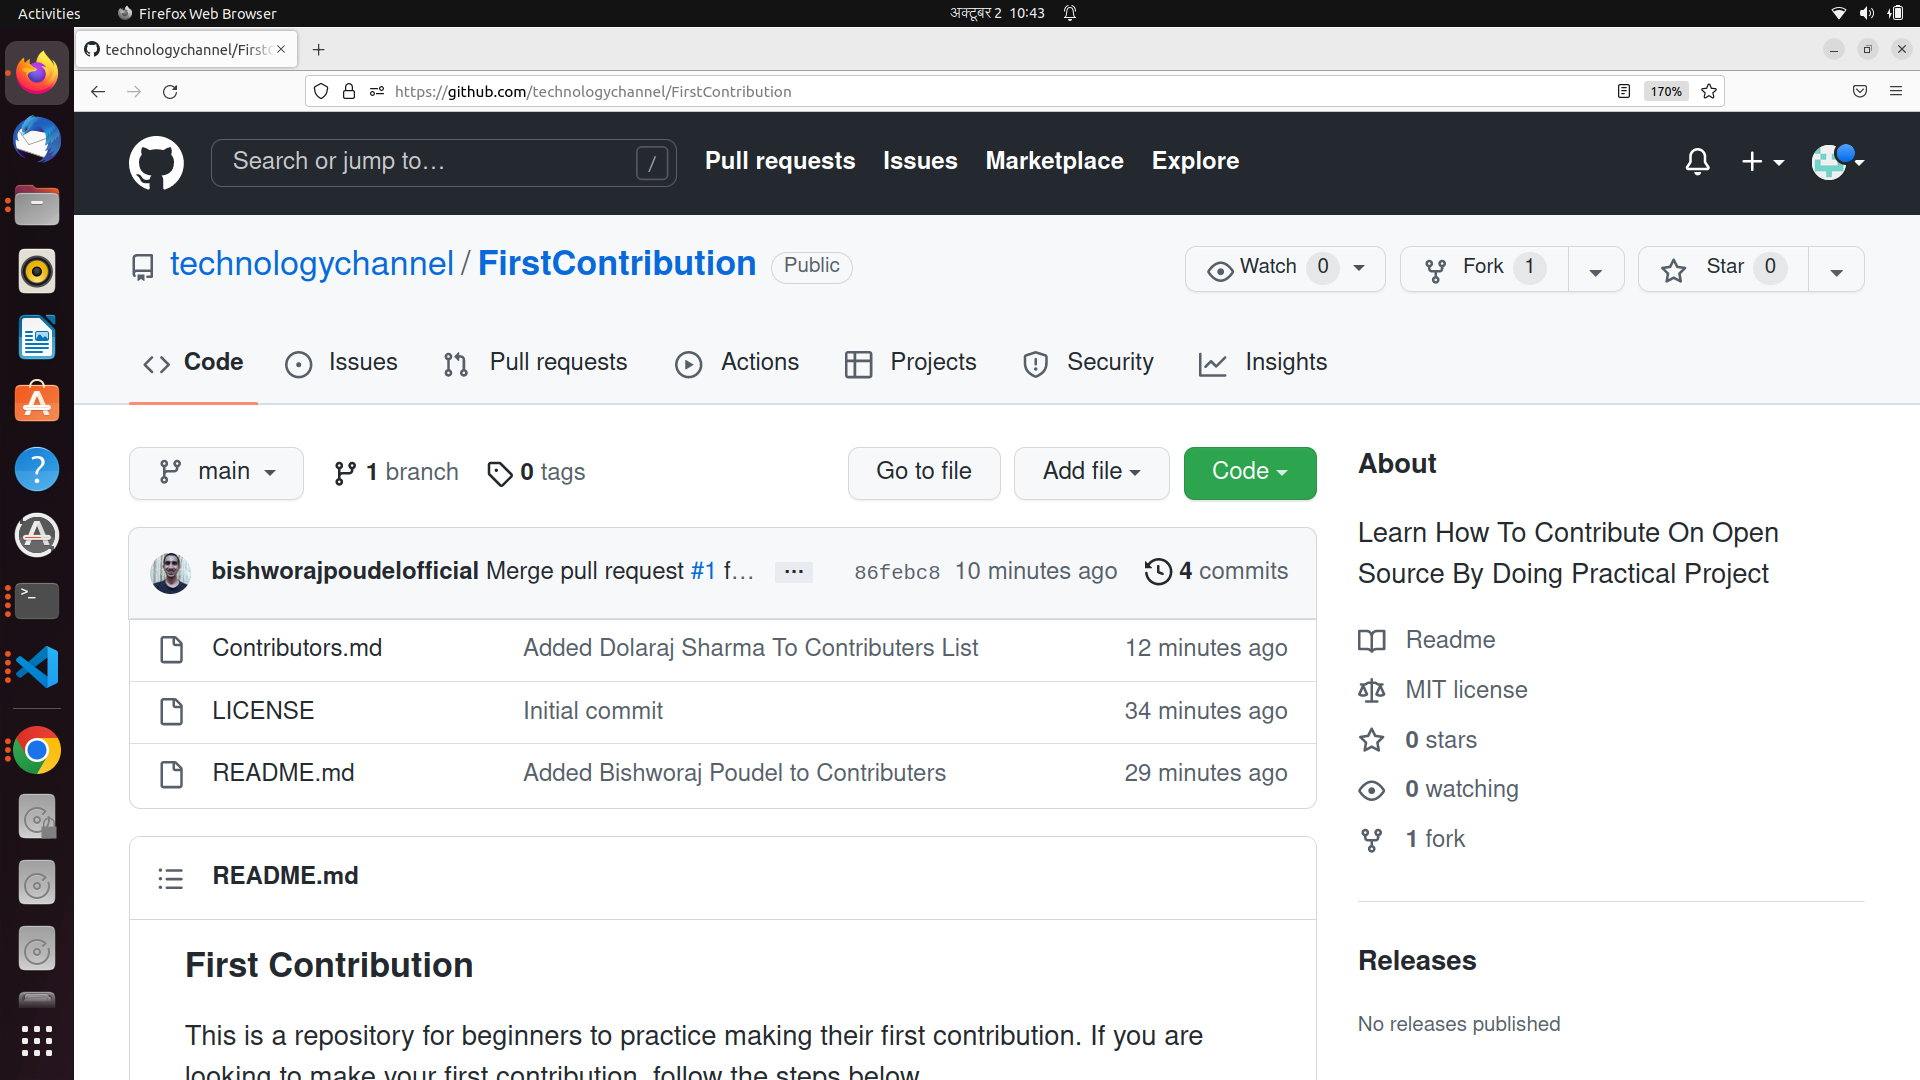 Activities Firefox Web Browser अक्टूबर 2 10:43
technologychannel/First
https://github.com/technologychannel/FirstContribution 170%
Search or jump to… / Pull requests Issues Marketplace Explore
technologychannel / FirstContribution Public Watch 0 Fork 1 Star 0
Code Issues Pull requests Actions Projects Security Insights
main 1 branch 0 tags Go to file Add file Code
About
Learn How To Contribute On Open
Source By Doing Practical Project
bishworajpoudelofficial Merge pull request #1 f… ... 86febc8 10 minutes ago 4 commits
Contributors.md Added Dolaraj Sharma To Contributers List 12 minutes ago
LICENSE Initial commit 34 minutes ago
README.md Added Bishworaj Poudel to Contributers 29 minutes ago
Readme
MIT license
0 stars
0 watching
1 fork
README.md
First Contribution
This is a repository for beginners to practice making their first contribution. If you are
looking to make your first contribution, follow the steps below
Releases
No releases published